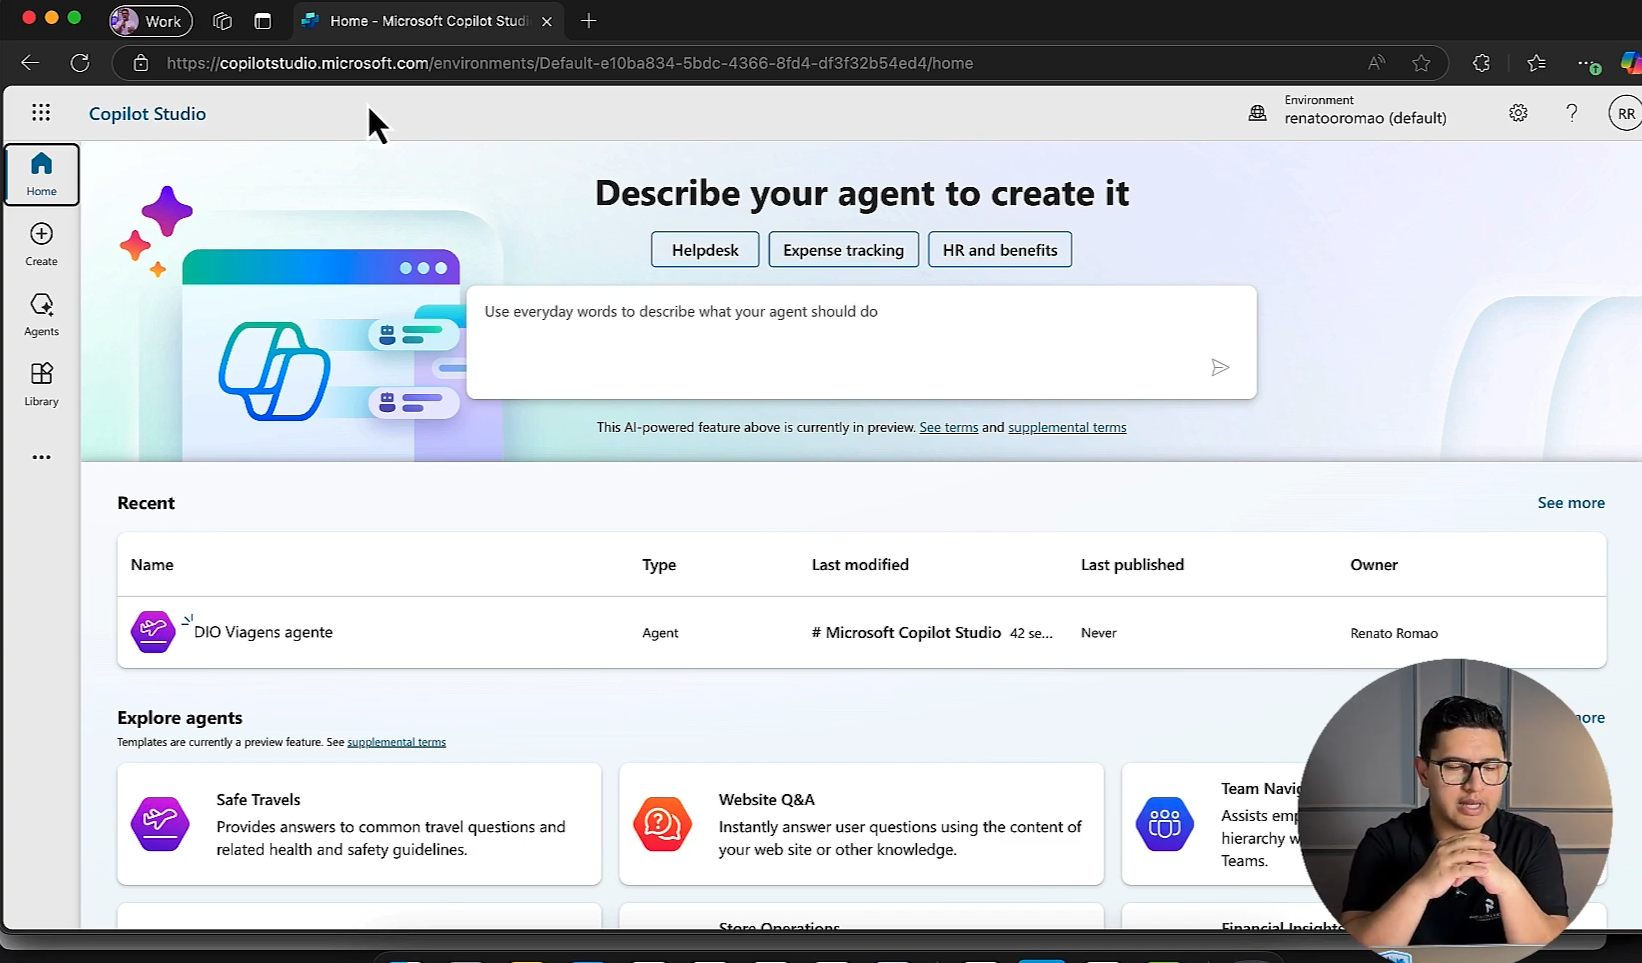 Work
Home - Microsoft Copilot Studi
https://copilotstudio.microsoft.com/environments/Default-e10ba834-5bdc-4366-8fd4-df3f32b54ed4/home
Copilot Studio
Environment
renatooromao (default)
?
RR
Home
Create
Agents
Library
Describe your agent to create it
Helpdesk
Expense tracking
HR and benefits
Use everyday words to describe what your agent should do
This AI-powered feature above is currently in preview. See terms and supplemental terms
Recent
See more
Name Type Last modified Last published Owner
DIO Viagens agente Agent # Microsoft Copilot Studio 42 se... Never Renato Romao
Explore agents
ore
Templates are currently a preview feature. See supplemental terms
Safe Travels
Provides answers to common travel questions and
related health and safety guidelines.
Website Q&A
Instantly answer user questions using the content of
your web site or other knowledge.
Team Navig
Assists emp
hierarchy w
Teams.
Store Operations
Financial Insights